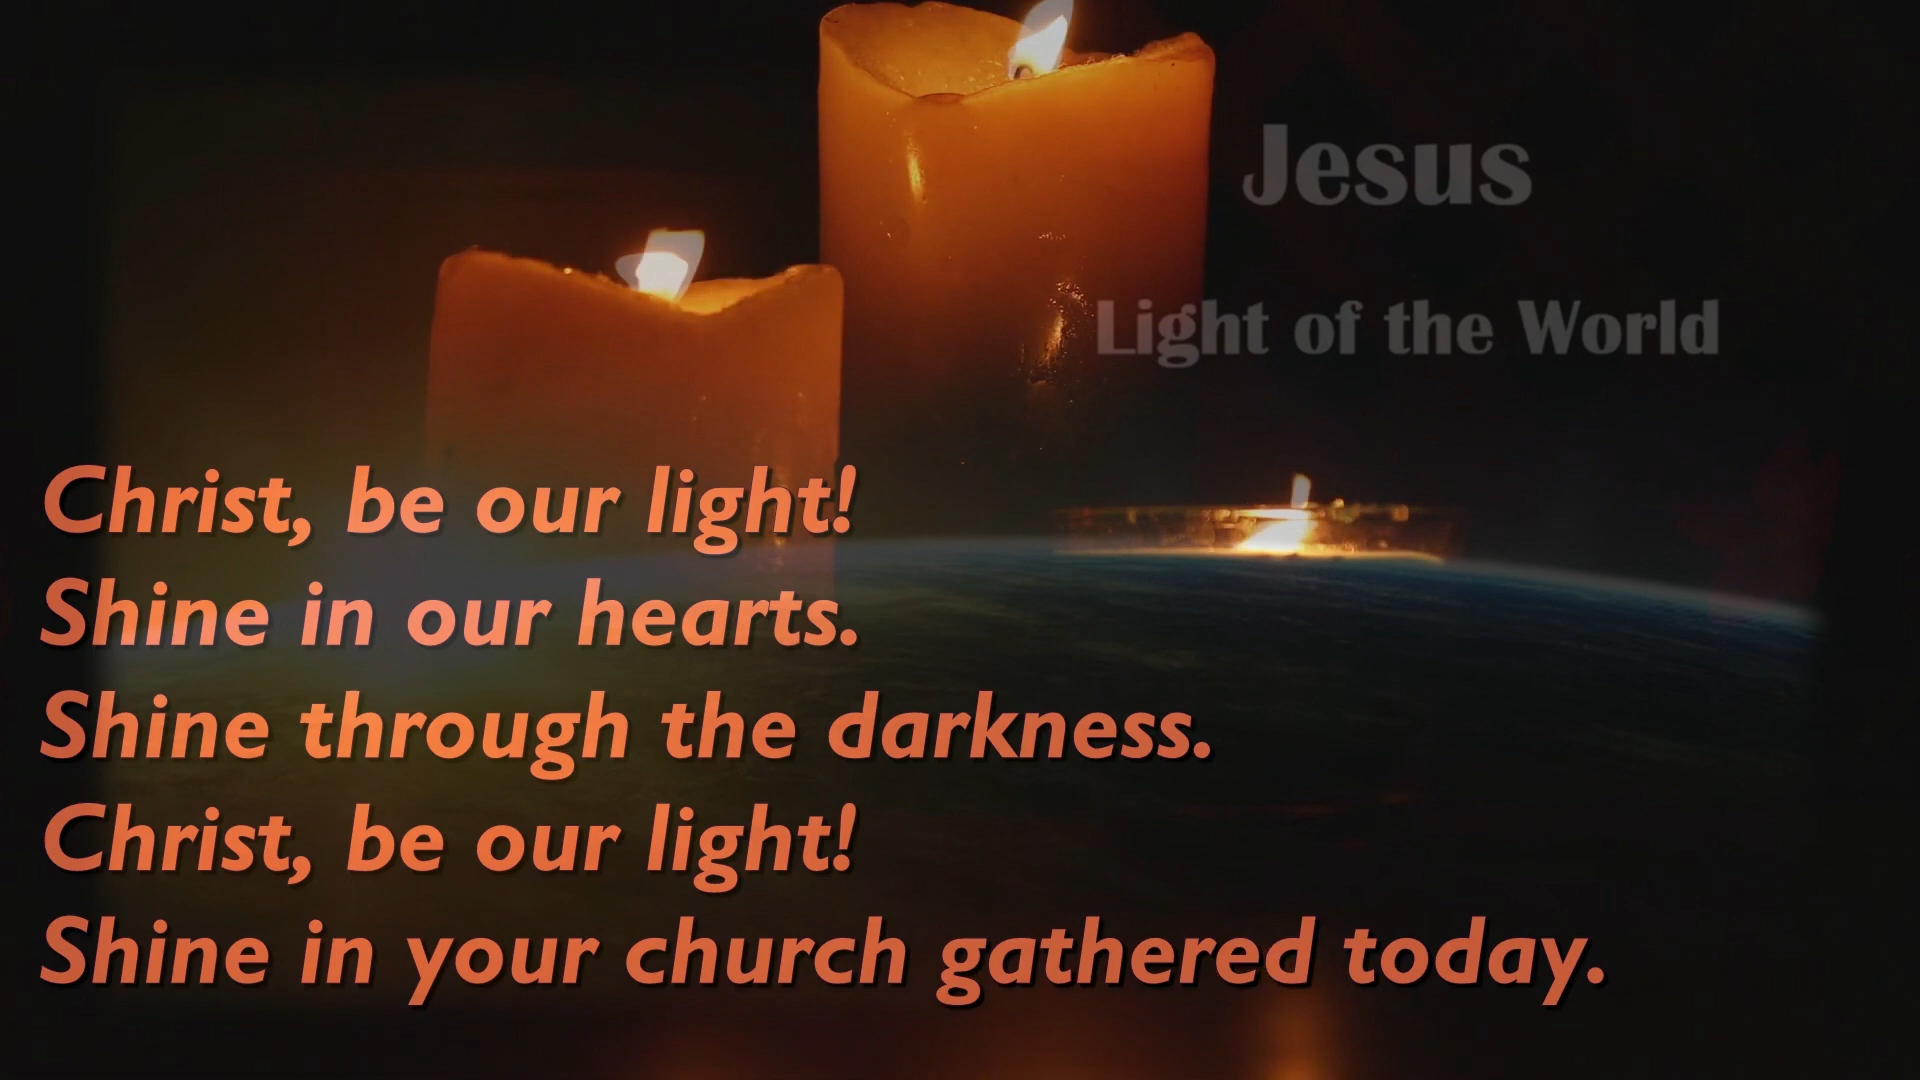 Jesus
Light of the World
Christ, be our light!
Shine in our hearts.
Shine through the darkness.
Christ, be our light!
Shine in your church gathered today.